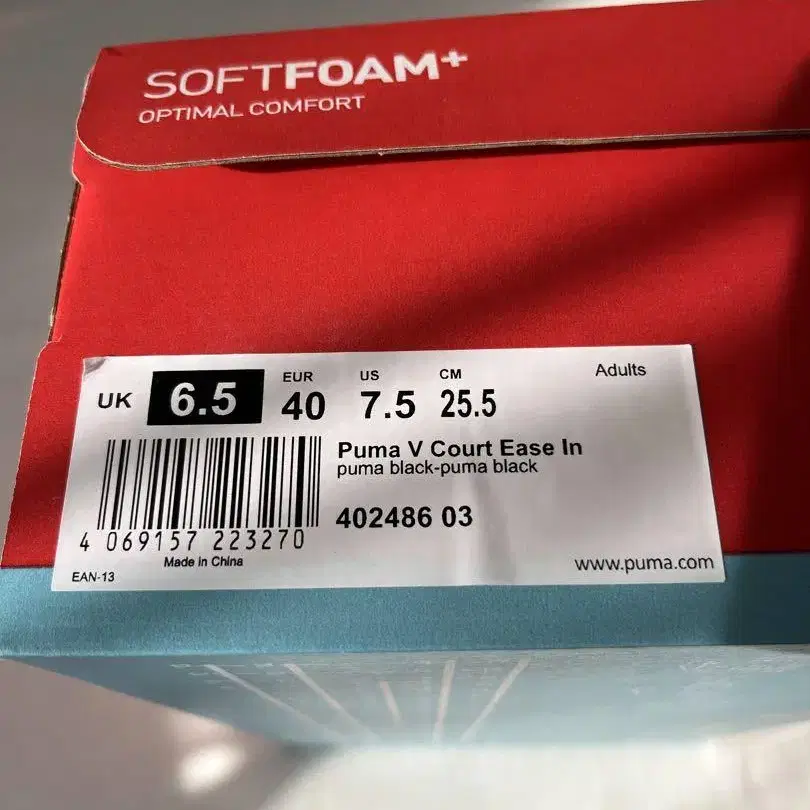 SOFTFOAM+
OPTIMAL COMFORT
Adults
EUR US CM
UK 6.5 40 7.5 25.5
Puma V Court Ease In
puma black-puma black
402486 03
4 069157 223270
Made in China
EAN-13
www.puma.com